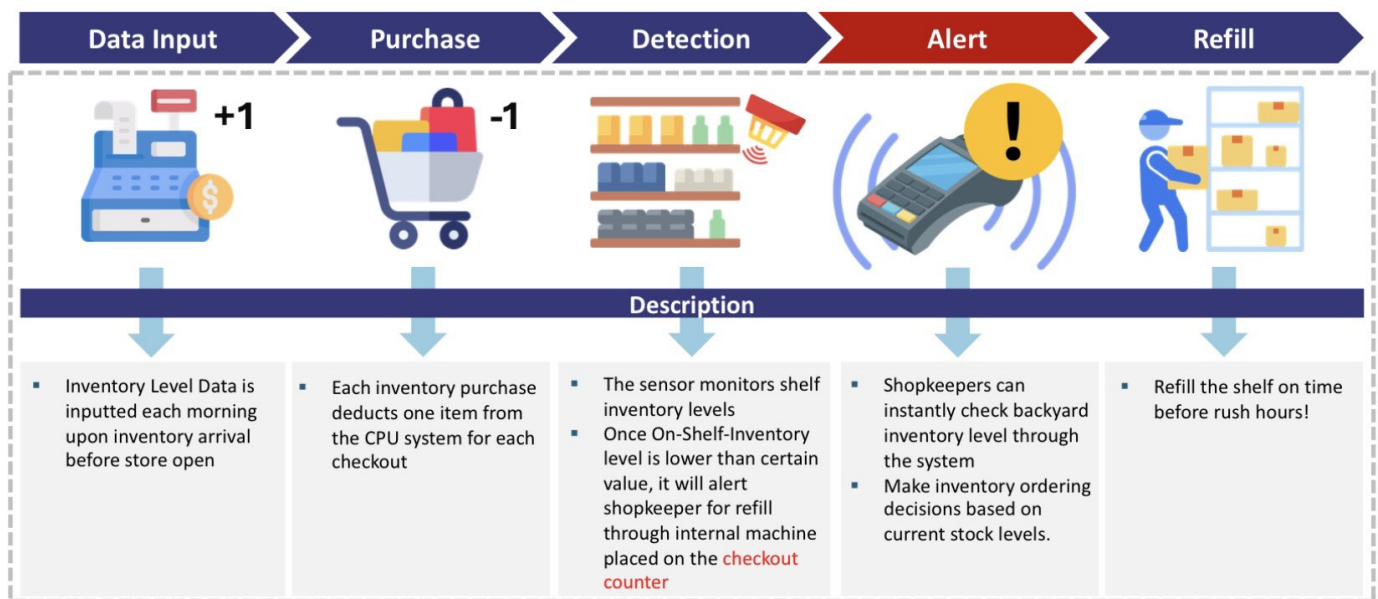 Data Input
Purchase
Detection
Alert
Refill
+1
-1
!
$
Description
▪ Inventory Level Data is
inputted each morning
upon inventory arrival
before store open
▪ Each inventory purchase
deducts one item from
the CPU system for each
checkout
▪ The sensor monitors shelf
inventory levels
▪ Once On-Shelf-Inventory
level is lower than certain
value, it will alert
shopkeeper for refill
through internal machine
placed on the checkout
counter
▪ Shopkeepers can
instantly check backyard
inventory level through
the system
▪ Make inventory ordering
decisions based on
current stock levels.
▪ Refill the shelf on time
before rush hours!